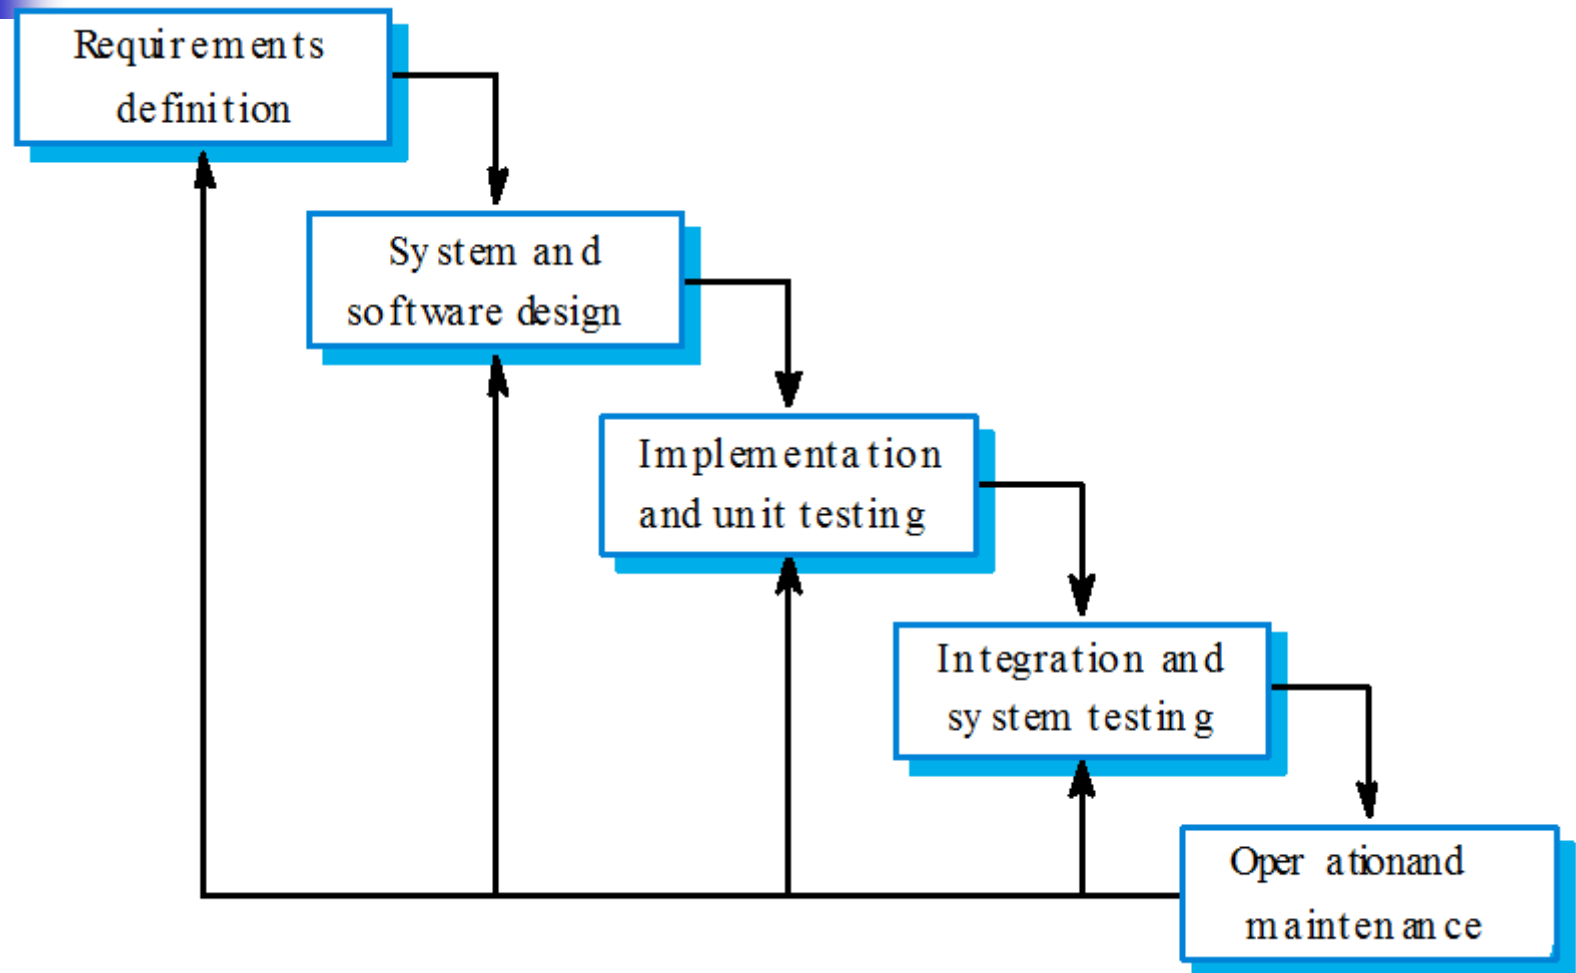 Requirements
definition
System and
software design
Implementation
and unit testing
Integration and
system testing
Oper ationand
maintenance